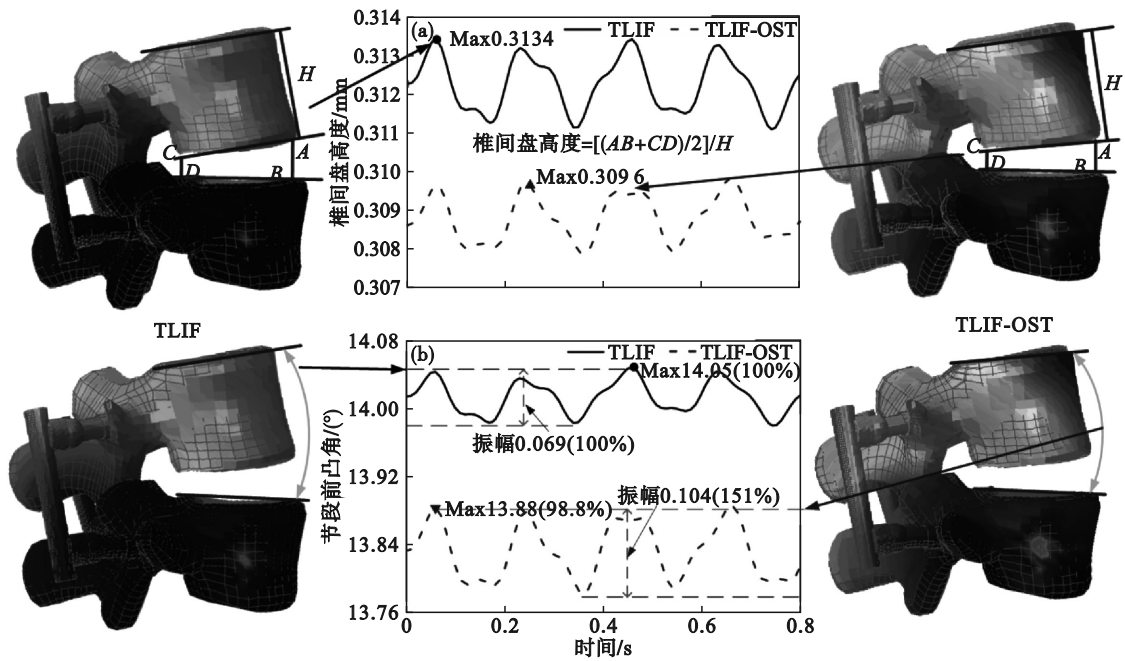 0.314
0.313
0.312
0.311
0.310
0.309
0.308
0.307
椎间盘高度/mm
(a)
TLIF
TLIF-OST
Max0.3134
椎间盘高度=[(AB+CD)/2]/H
Max0.309 6
H
A
B
C
D
H
A
B
C
D
TLIF
TLIF-OST
14.08
14.00
13.92
13.84
13.76
节段前凸角/(°)
(b)
TLIF
TLIF-OST
Max14.05(100%)
振幅0.069(100%)
振幅0.104(151%)
Max13.88(98.8%)
0
0.2
0.4
0.6
0.8
时间/s